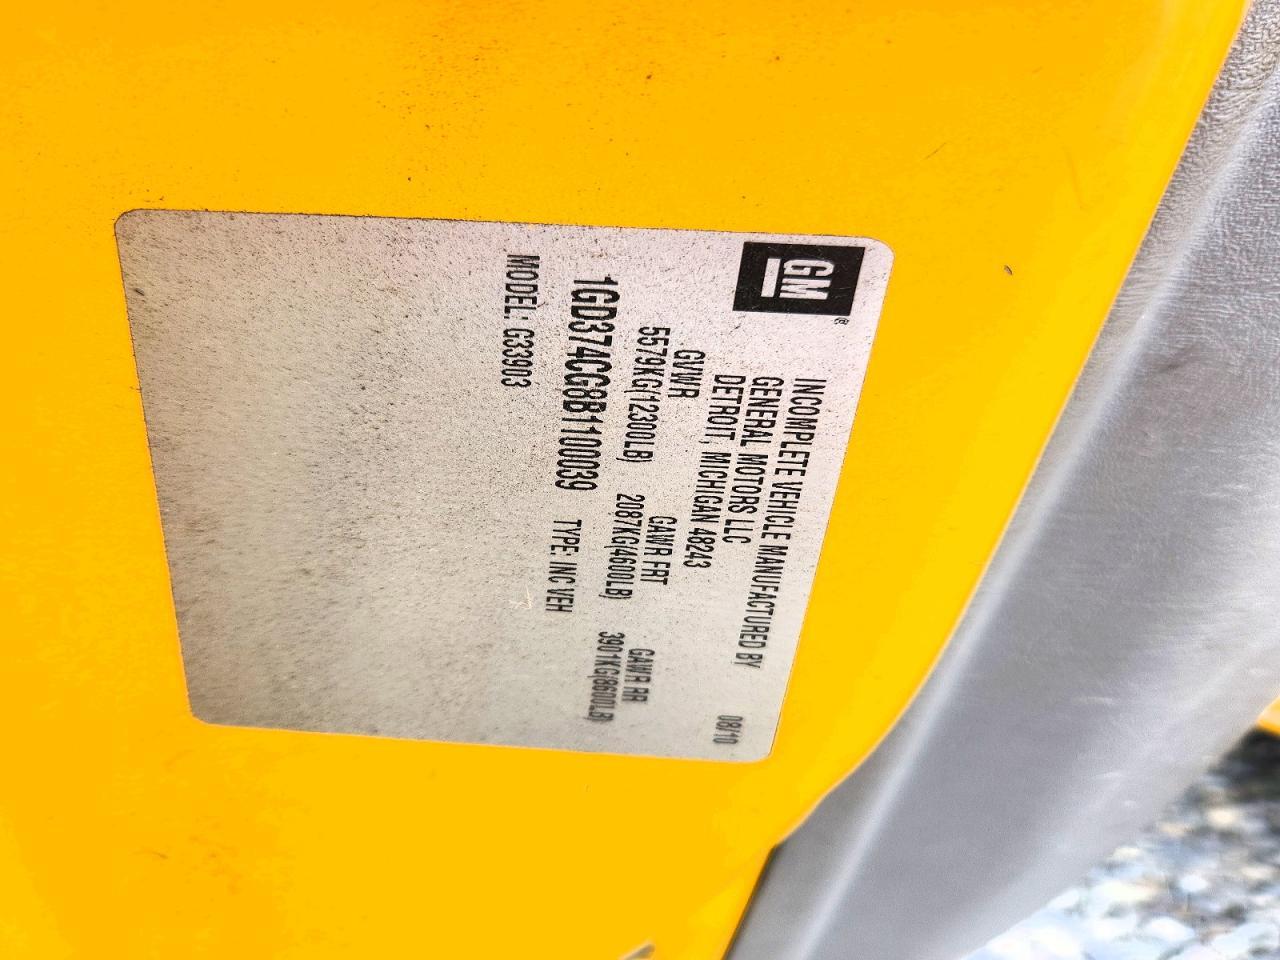 GM®
INCOMPLETE VEHICLE MANUFACTURED BY
GENERAL MOTORS LLC 08/10
DETROIT, MICHIGAN 48243
GVWR GAWR FRT GAWR RR
5579KG(12300LB) 2087KG(4600LB) 3901KG(8600LB)
1GD374CG8B1100039 TYPE: INC VEH
MODEL: G33903